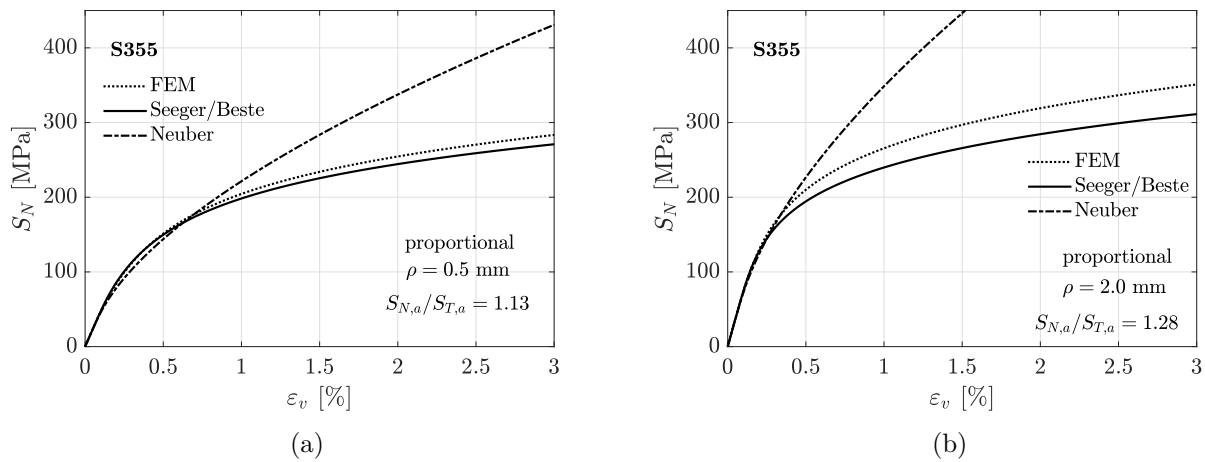 400
300
200
100
0
S_N [MPa]
S355
FEM
Seeger/Beste
Neuber
proportional
ρ = 0.5 mm
S_{N,a}/S_{T,a} = 1.13
0 0.5 1 1.5 2 2.5 3
ε_v [%]
(a)
400
300
200
100
0
S_N [MPa]
S355
FEM
Seeger/Beste
Neuber
proportional
ρ = 2.0 mm
S_{N,a}/S_{T,a} = 1.28
0 0.5 1 1.5 2 2.5 3
ε_v [%]
(b)